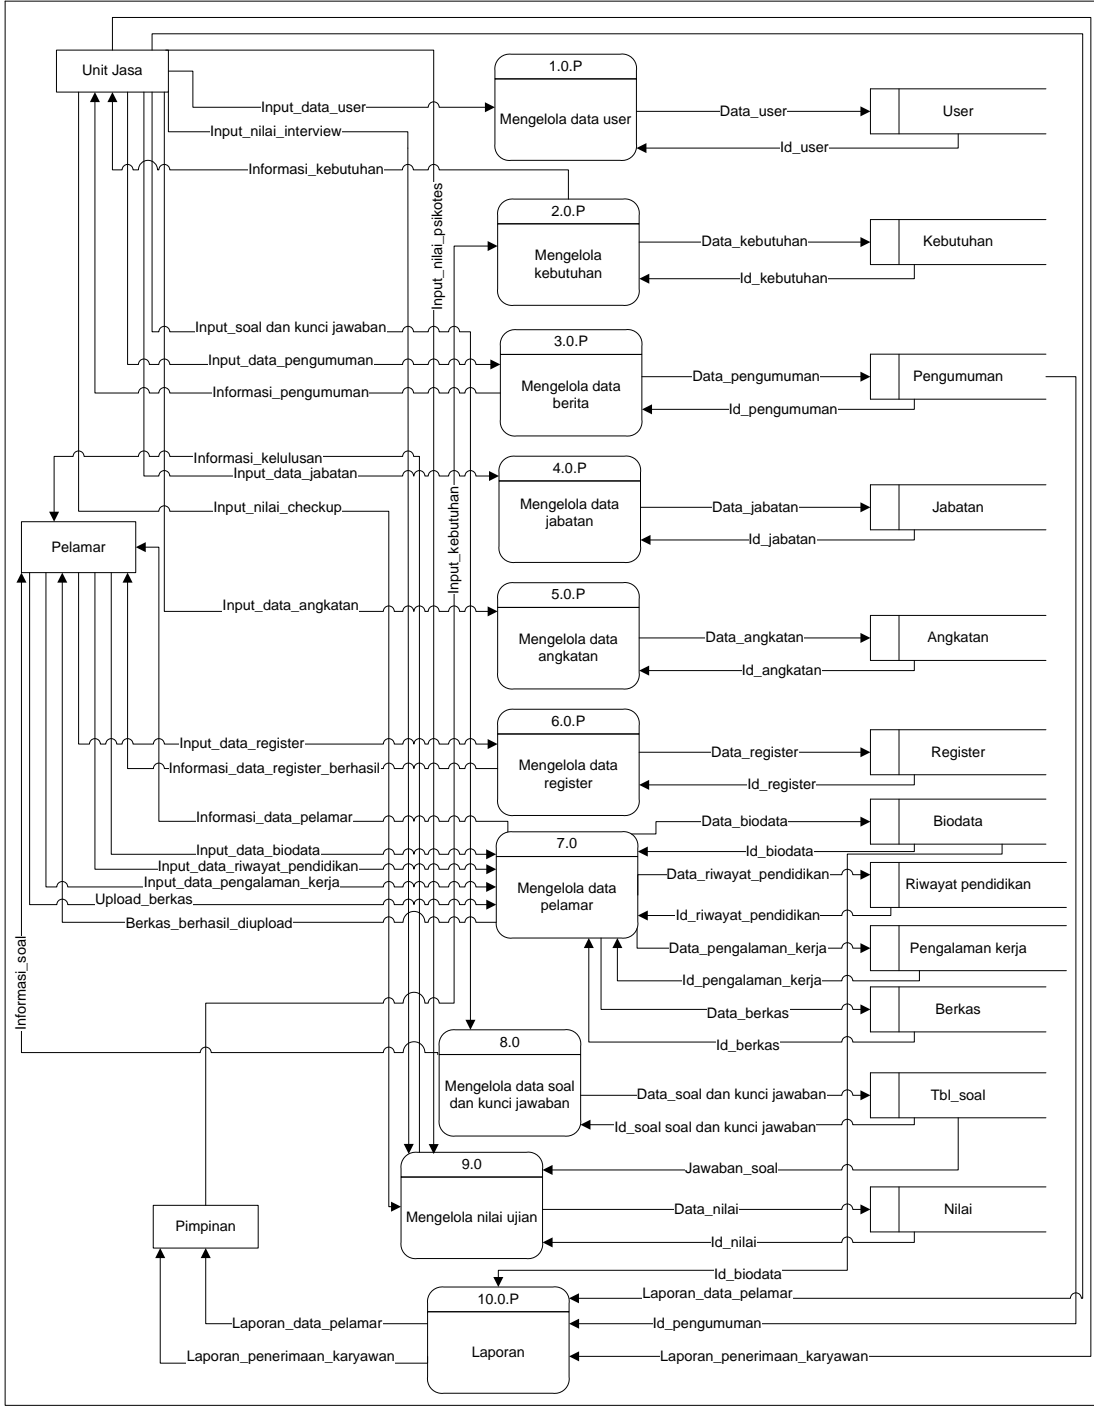 1.0.P
Unit Jasa
Input_data_user
Mengelola data user
Data_user
User
Input_nilai_interview
Id_user
Informasi_kebutuhan
Input_nilai_psikotes
2.0.P
Mengelola
kebutuhan
Data_kebutuhan
Kebutuhan
Id_kebutuhan
Input_soal dan kunci jawaban
3.0.P
Input_data_pengumuman
Mengelola data
berita
Data_pengumuman
Pengumuman
Informasi_pengumuman
Id_pengumuman
Informasi_kelulusan
Input_data_jabatan
4.0.P
Mengelola data
jabatan
Data_jabatan
Jabatan
Input_nilai_checkup
Input_kebutuhan
Id_jabatan
Pelamar
5.0.P
Input_data_angkatan
Mengelola data
angkatan
Data_angkatan
Angkatan
Id_angkatan
6.0.P
Input_data_register
Mengelola data
register
Data_register
Register
Informasi_data_register_berhasil
Id_register
Informasi_data_pelamar
7.0
Data_biodata
Biodata
Input_data_biodata
Id_biodata
Input_data_riwayat_pendidikan
Mengelola data
pelamar
Data_riwayat_pendidikan
Riwayat pendidikan
Input_data_pengalaman_kerja
Upload_berkas
Id_riwayat_pendidikan
Berkas_berhasil_diupload
Data_pengalaman_kerja
Pengalaman kerja
Informasi_soal
Id_pengalaman_kerja
Data_berkas
Berkas
Id_berkas
8.0
Mengelola data soal
dan kunci jawaban
Data_soal dan kunci jawaban
Tbl_soal
Id_soal soal dan kunci jawaban
9.0
Jawaban_soal
Mengelola nilai ujian
Data_nilai
Nilai
Pimpinan
Id_nilai
Id_biodata
10.0.P
Laporan_data_pelamar
Laporan_data_pelamar
Id_pengumuman
Laporan
Laporan_penerimaan_karyawan
Laporan_penerimaan_karyawan